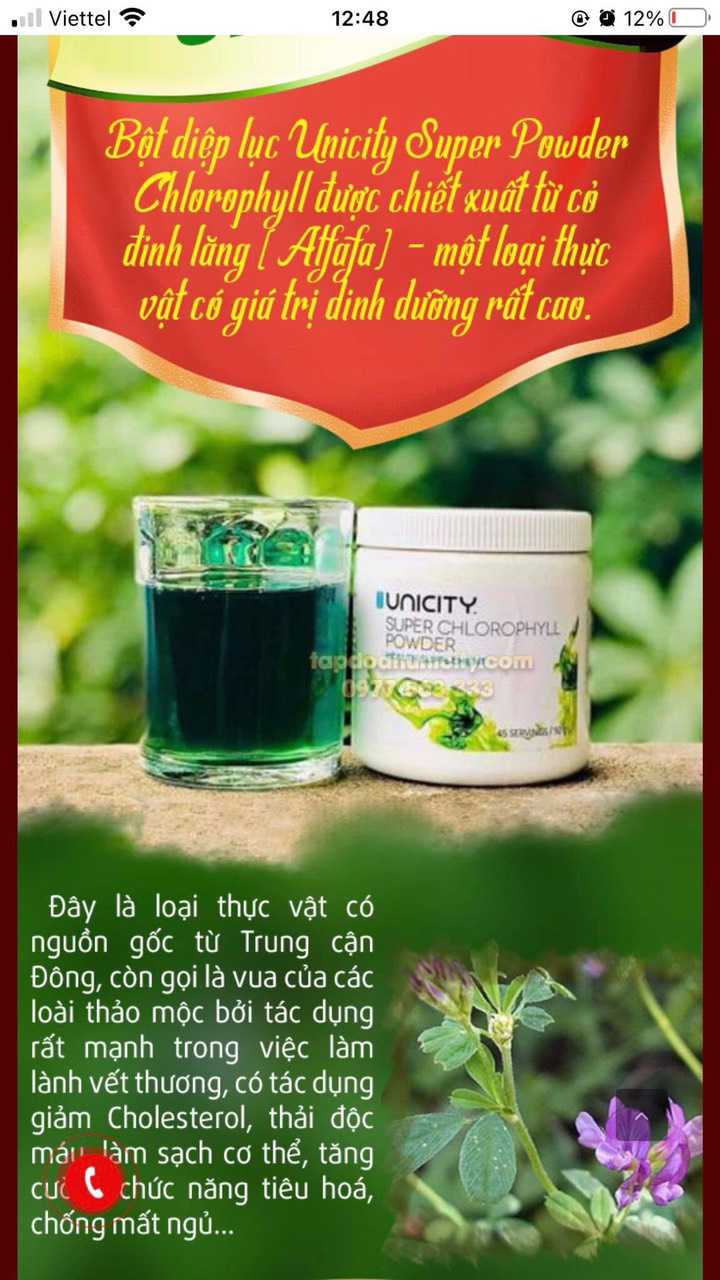 Viettel
12:48
12%
Bột diệp lục Unicity Super Powder
Chlorophyll được chiết xuất từ cỏ
đinh lăng [ Atfafa] - một loại thực
vật có giá trị dinh dưỡng rất cao.
UNICITY.
SUPER CHLOROPHYLL
POWDER
tapdoanunicity.com
45 SERVINGS
Đây là loại thực vật có
nguồn gốc từ Trung cận
Đông, còn gọi là vua của các
loài thảo mộc bởi tác dụng
rất mạnh trong việc làm
lành vết thương, có tác dụng
giảm Cholesterol, thải độc
máu, làm sạch cơ thể, tăng
chức năng tiêu hoá,
chống mất ngủ...